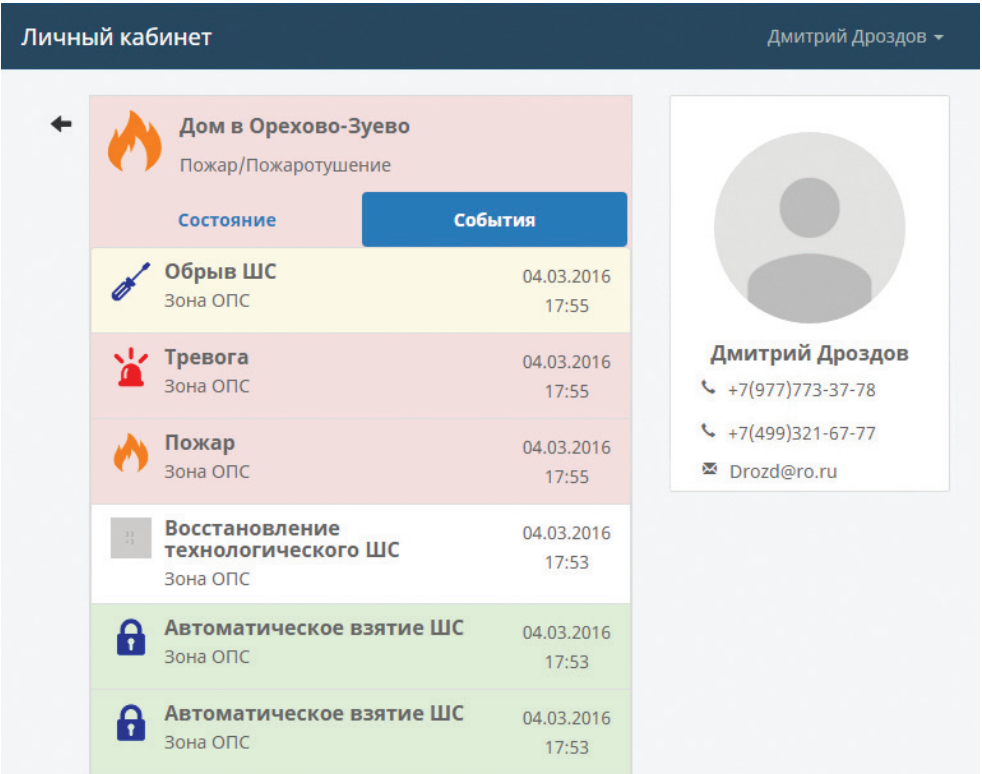 Личный кабинет
Дмитрий Дроздов
Дом в Орехово-Зуево
Пожар/Пожаротушение
Состояние
События
Обрыв ШС
Зона ОПС
04.03.2016
17:55
Тревога
Зона ОПС
04.03.2016
17:55
Пожар
Зона ОПС
04.03.2016
17:55
Восстановление
технологического ШС
Зона ОПС
04.03.2016
17:53
Автоматическое взятие ШС
Зона ОПС
04.03.2016
17:53
Автоматическое взятие ШС
Зона ОПС
04.03.2016
17:53
Дмитрий Дроздов
+7(977)773-37-78
+7(499)321-67-77
Drozd@ro.ru